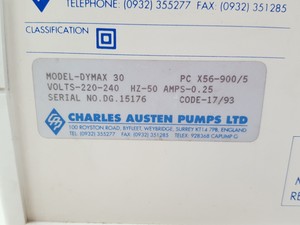 TELEPHONE: (0932) 355277 FAX: (0932) 351285
CLASSIFICATION
MODEL-DYMAX 30 PC X56-900/5
VOLTS-220-240 HZ-50 AMPS-0.25
SERIAL NO.DG.15176 CODE-17/93
CHARLES AUSTEN PUMPS LTD
100 ROYSTON ROAD, BYFLEET, WEYBRIDGE, SURREY KT14 7PB, ENGLAND
TEL: (0932) 355277 FAX: (0932) 351285 TELEX: 928368 CAPUMP G